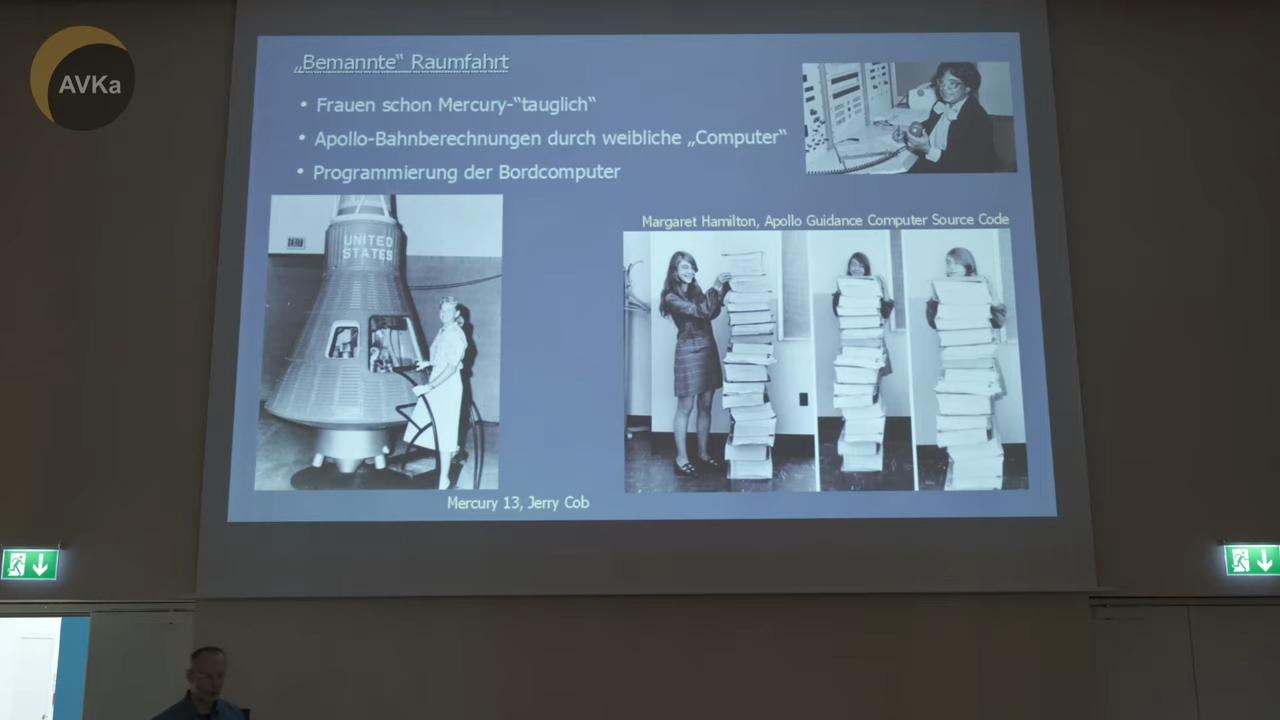 AVKa
„Bemannte“ Raumfahrt
• Frauen schon Mercury-“tauglich“
• Apollo-Bahnberechnungen durch weibliche „Computer“
• Programmierung der Bordcomputer
UNITED
STATES
Margaret Hamilton, Apollo Guidance Computer Source Code
Mercury 13, Jerry Cob